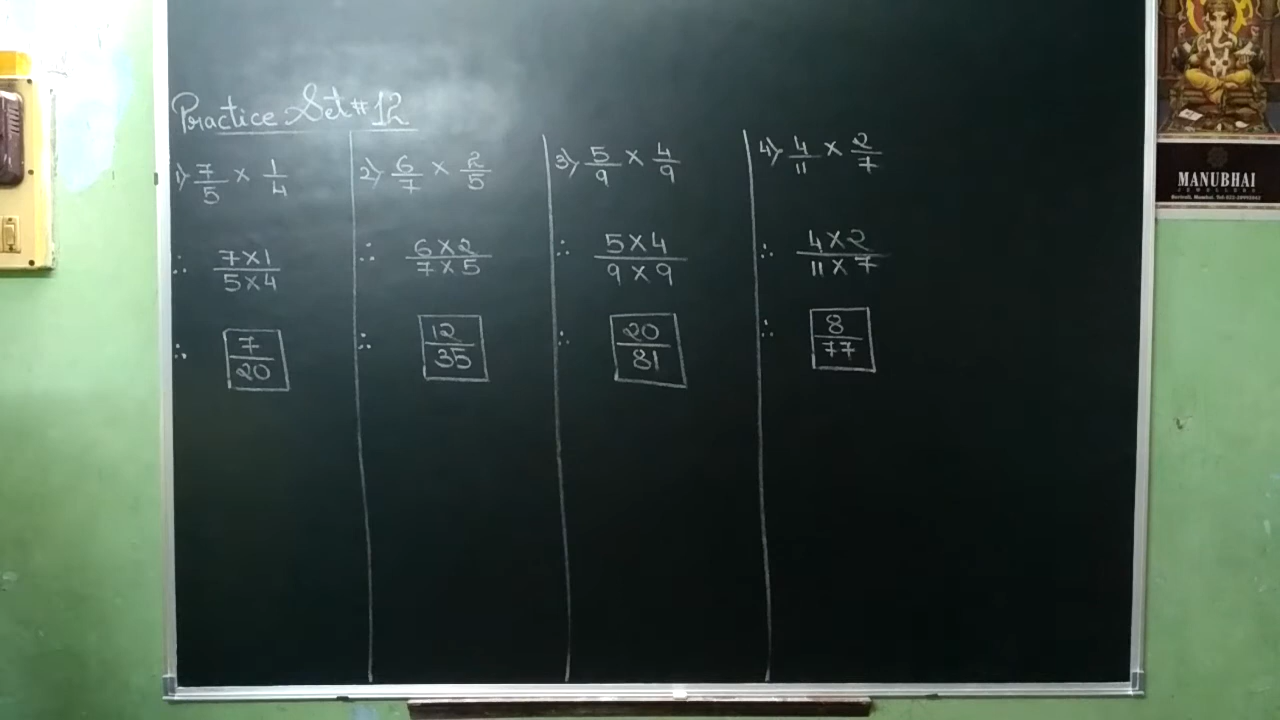 Practice Set # 12
1) 7/5 × 1/4
∴ 7×1/5×4
∴ 7/20
2) 6/7 × 2/5
∴ 6×2/7×5
∴ 12/35
3) 5/9 × 4/9
∴ 5×4/9×9
∴ 20/81
4) 4/11 × 2/7
∴ 4×2/11×7
∴ 8/77
MANUBHAI
JEWELLERS